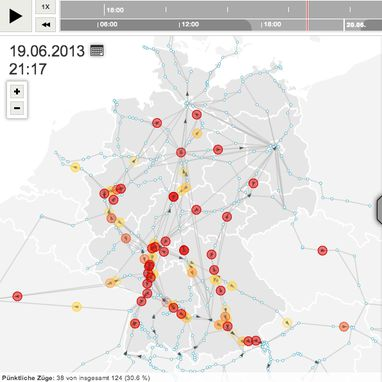 1X
18:00
06:00 12:00 18:00 20.06.
19.06.2013
21:17
+
−
Pünktliche Züge: 38 von insgesamt 124 (30.6 %)